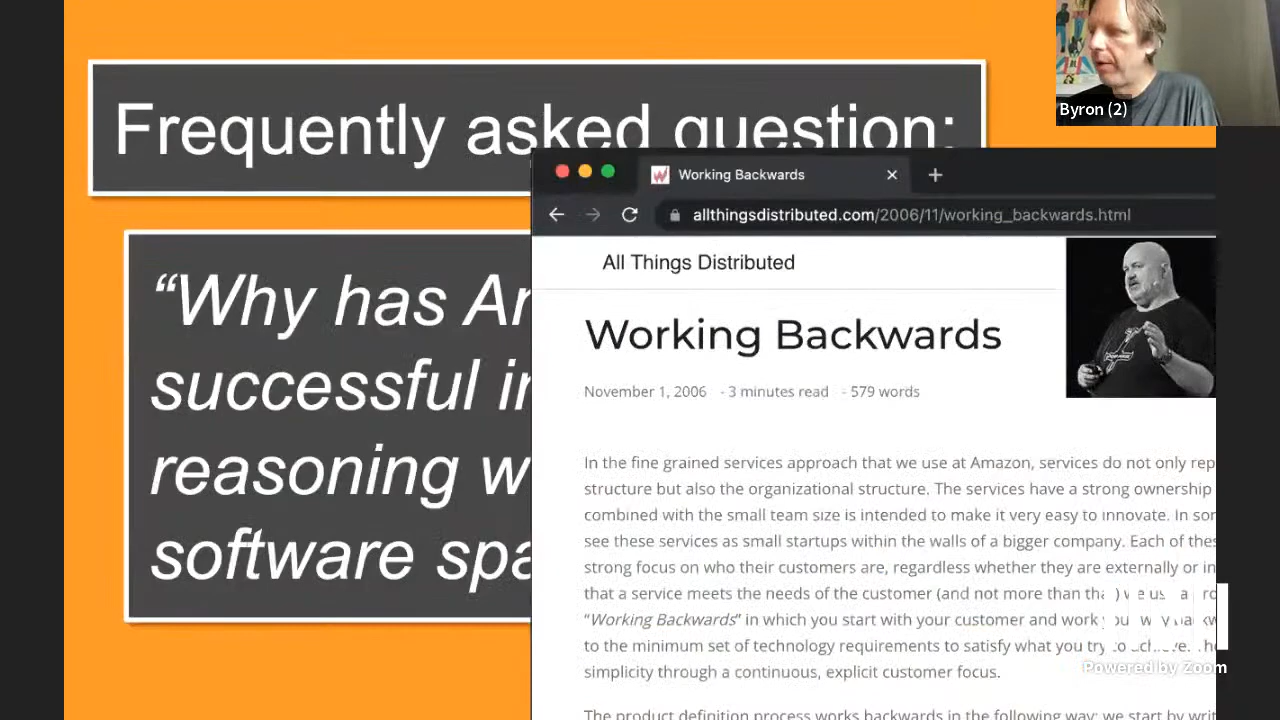 Frequently asked question:
Byron (2)
Working Backwards
allthingsdistributed.com/2006/11/working_backwards.html
“Why has
successful
reasoning
software
All Things Distributed
Working Backwards
November 1, 2006 - 3 minutes read - 579 words
In the fine grained services approach that we use at Amazon, services do not only
structure but also the organizational structure. The services have a strong ownership
combined with the small team size is intended to make it very easy to innovate. In
see these services as small startups within the walls of a bigger company. Each of
strong focus on who their customers are, regardless whether they are externally or
that a service meets the needs of the customer (and not more than
“Working Backwards” in which you start with your customer and work
to the minimum set of technology requirements to satisfy what you try to
simplicity through a continuous, explicit customer focus.
The product definition process works backwards in the following way: we start by
Powered by Zoom